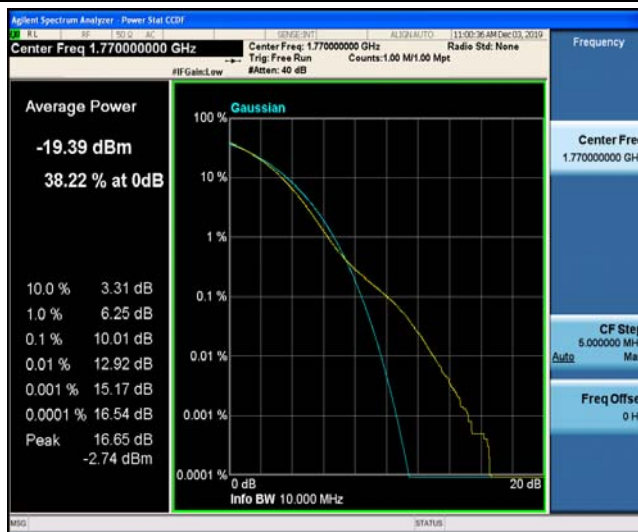 Agilent Spectrum Analyzer - Power Stat CCDF
RL RF 50 Ω AC SENSE:INT ALIGN AUTO 11:00:36 AM Dec 03, 2019
Center Freq 1.770000000 GHz
Center Freq: 1.770000000 GHz Radio Std: None
Trig: Free Run Counts:1.00 M/1.00 Mpt
#IFGain:Low #Atten: 40 dB
Frequency
Average Power
-19.39 dBm
38.22 % at 0dB
10.0 % 3.31 dB
1.0 % 6.25 dB
0.1 % 10.01 dB
0.01 % 12.92 dB
0.001 % 15.17 dB
0.0001 % 16.54 dB
Peak 16.65 dB
-2.74 dBm
Gaussian
100 %
10 %
1 %
0.1 %
0.01 %
0.001 %
0.0001 %
0 dB 20 dB
Info BW 10.000 MHz
Center Fre
1.770000000 GH
CF Ste
5.000000 MH
Auto Ma
Freq Offse
0 H
MSG STATUS